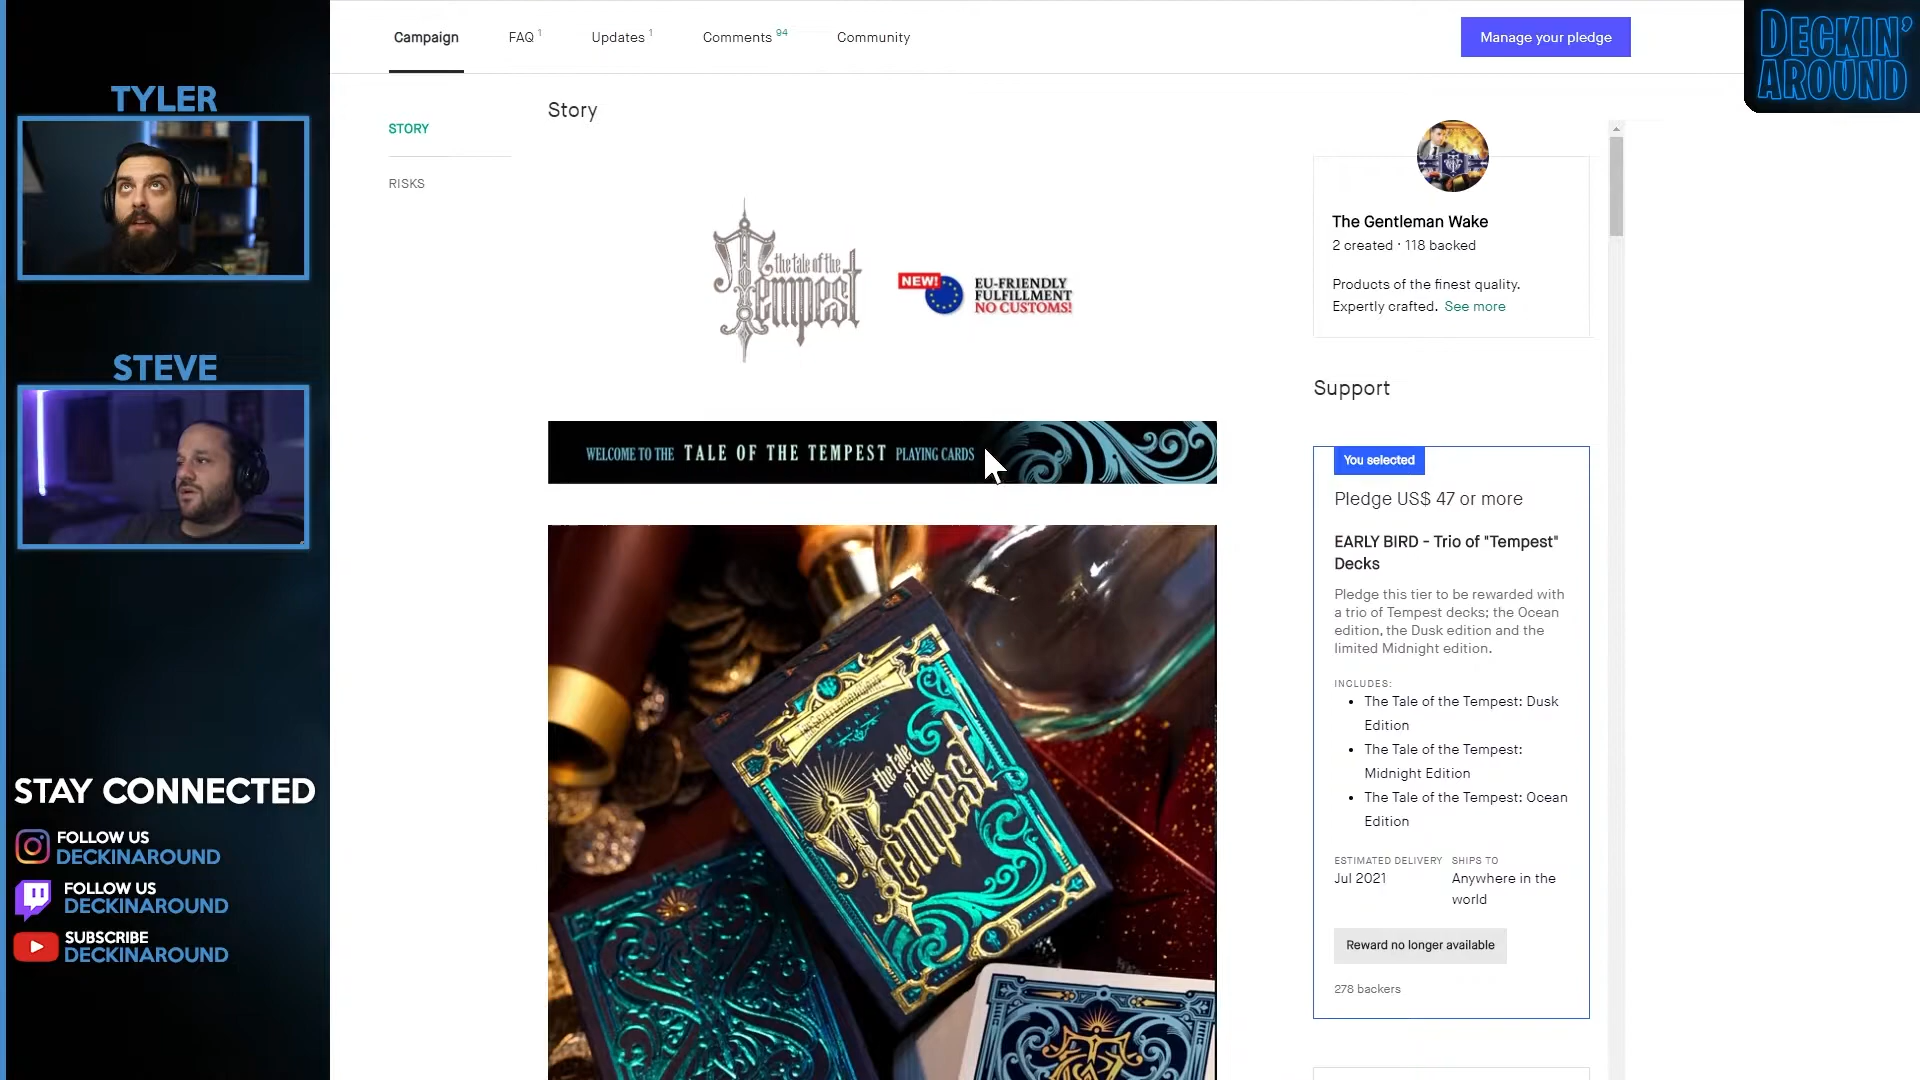 TYLER
STEVE
STAY CONNECTED
FOLLOW US
DECKINAROUND
FOLLOW US
DECKINAROUND
SUBSCRIBE
DECKINAROUND
Campaign
FAQ 1
Updates 1
Comments 94
Community
Manage your pledge
DECKIN'
AROUND
STORY
RISKS
Story
the tale of the
Tempest
NEW!
EU-FRIENDLY
FULFILLMENT
NO CUSTOMS!
WELCOME TO THE TALE OF THE TEMPEST PLAYING CARDS
PRESENTS
the tale
of the
Tempest
The Gentleman Wake
2 created · 118 backed
Products of the finest quality.
Expertly crafted. See more
Support
You selected
Pledge US$ 47 or more
EARLY BIRD - Trio of "Tempest"
Decks
Pledge this tier to be rewarded with
a trio of Tempest decks; the Ocean
edition, the Dusk edition and the
limited Midnight edition.
INCLUDES:
• The Tale of the Tempest: Dusk
Edition
• The Tale of the Tempest:
Midnight Edition
• The Tale of the Tempest: Ocean
Edition
ESTIMATED DELIVERY
Jul 2021
SHIPS TO
Anywhere in the
world
Reward no longer available
278 backers